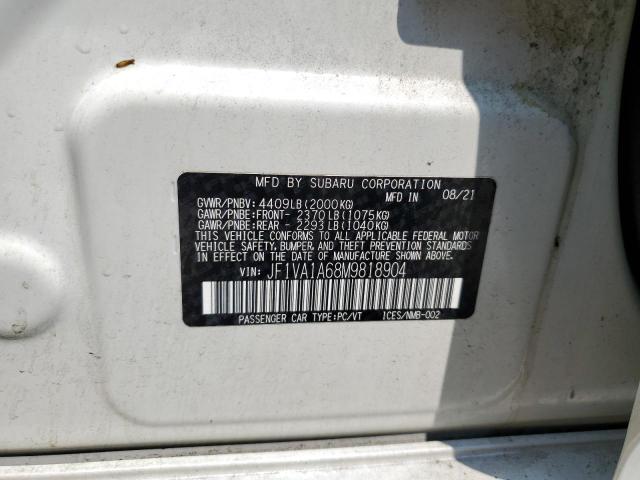 MFD BY SUBARU CORPORATION
MFD IN 08/21
GVWR/PNBV: 4409LB(2000KG)
GAWR/PNBE:FRONT- 2370LB(1075KG)
GAWR/PNBE:REAR - 2293LB(1040KG)
THIS VEHICLE CONFORMS TO ALL APPLICABLE FEDERAL MOTOR
VEHICLE SAFETY, BUMPER, AND THEFT PREVENTION STANDARDS
IN EFFECT ON THE DATE OF MANUFACTURE SHOWN ABOVE.
VIN: JF1VA1A68M9818904
PASSENGER CAR TYPE:PC/VT ICES/NMB-002